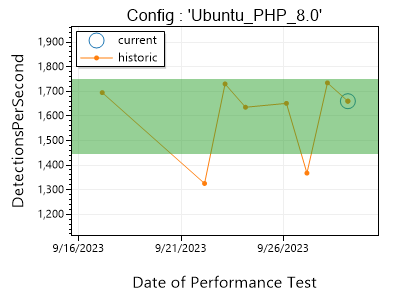 Config : 'Ubuntu_PHP_8.0'
current
historic
1,900
1,800
1,700
1,600
1,500
1,400
1,300
1,200
DetectionsPerSecond
9/16/2023
9/21/2023
9/26/2023
Date of Performance Test